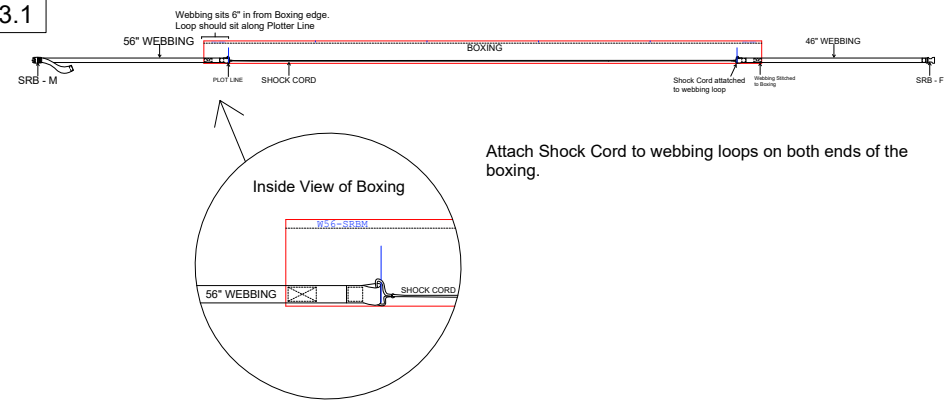 3.1
Webbing sits 6" in from Boxing edge.
Loop should sit along Plotter Line
56" WEBBING
BOXING
46" WEBBING
SRB - M
PLOT LINE
SHOCK CORD
Shock Cord attatched
to webbing loop
Webbing Stitched
to Boxing
SRB - F
Attach Shock Cord to webbing loops on both ends of the
boxing.
Inside View of Boxing
W56-SRBM
56" WEBBING
SHOCK CORD